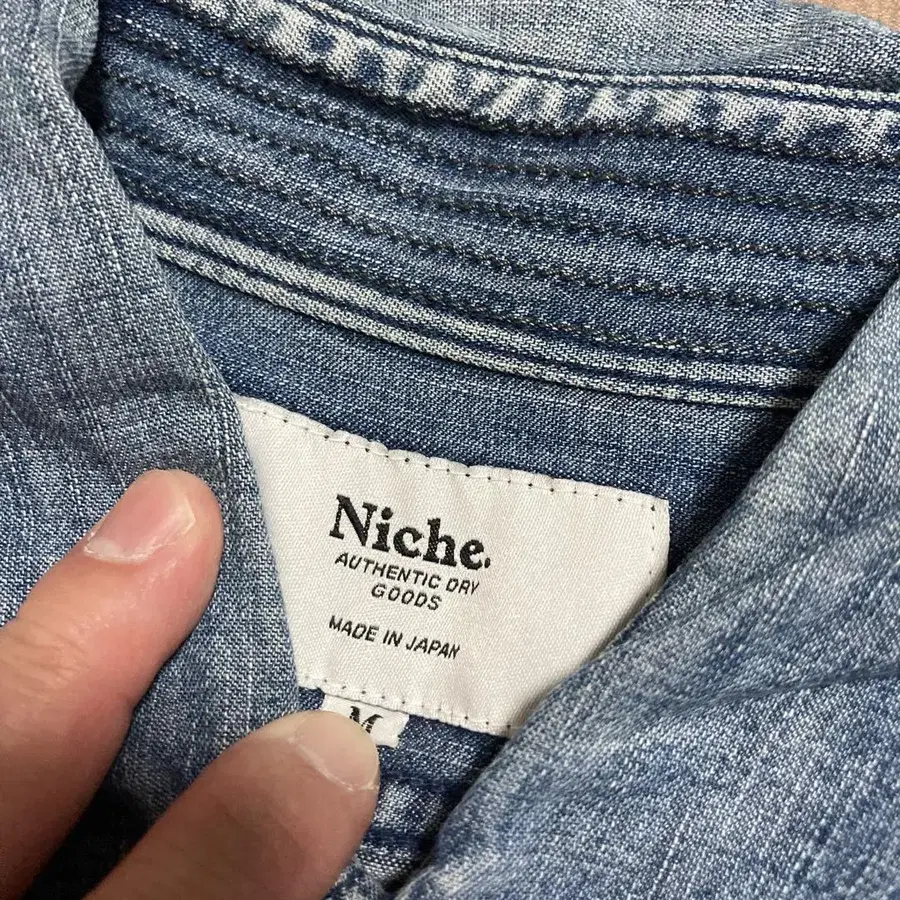 Niche.
AUTHENTIC DRY
GOODS
MADE IN JAPAN
M